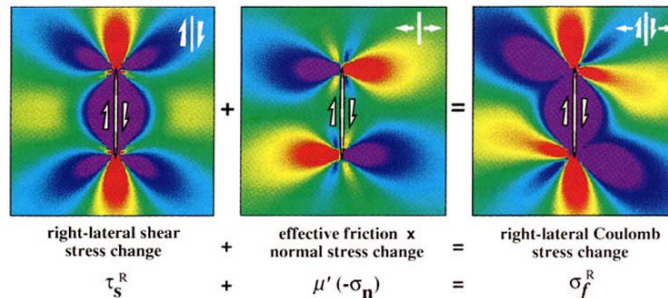 +
=
right-lateral shear
stress change
+
effective friction x
normal stress change
=
right-lateral Coulomb
stress change
τsᴿ + μ' (-σn) = σfᴿ